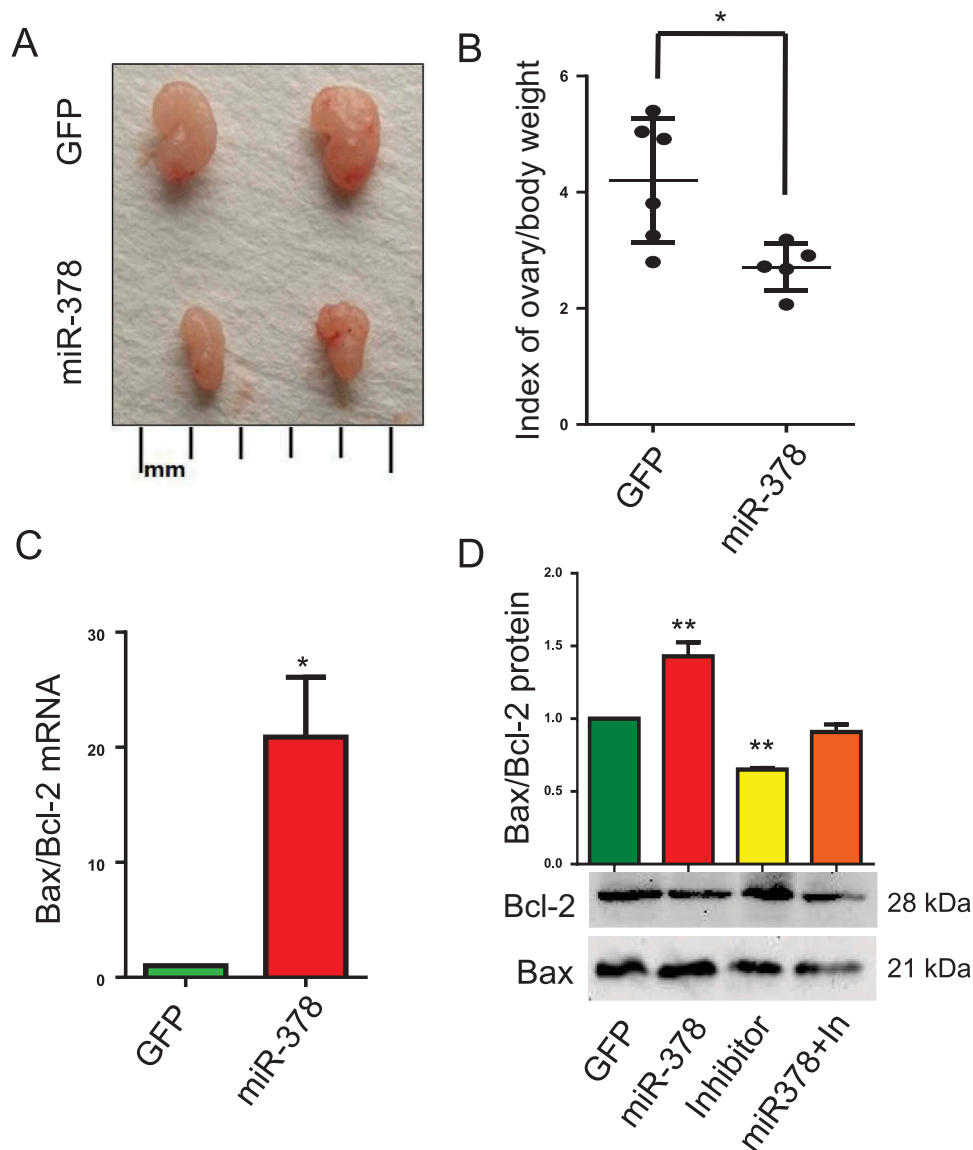 A
GFP
miR-378
mm
B
*
Index of ovary/body weight
6
4
2
0
GFP
miR-378
C
Bax/Bcl-2 mRNA
30
20
10
0
*
GFP
miR-378
D
Bax/Bcl-2 protein
2.0
1.5
1.0
0.5
0.0
**
**
Bcl-2
28 kDa
Bax
21 kDa
GFP
miR-378
Inhibitor
miR378+In